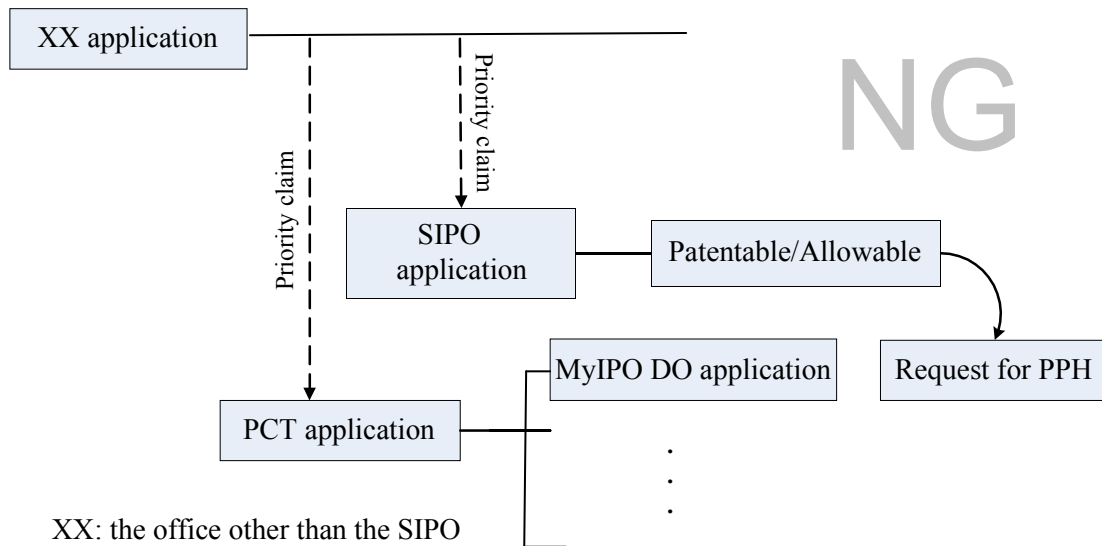 XX application
NG
Priority claim
Priority claim
SIPO
application
Patentable/Allowable
MyIPO DO application
Request for PPH
PCT application
XX: the office other than the SIPO